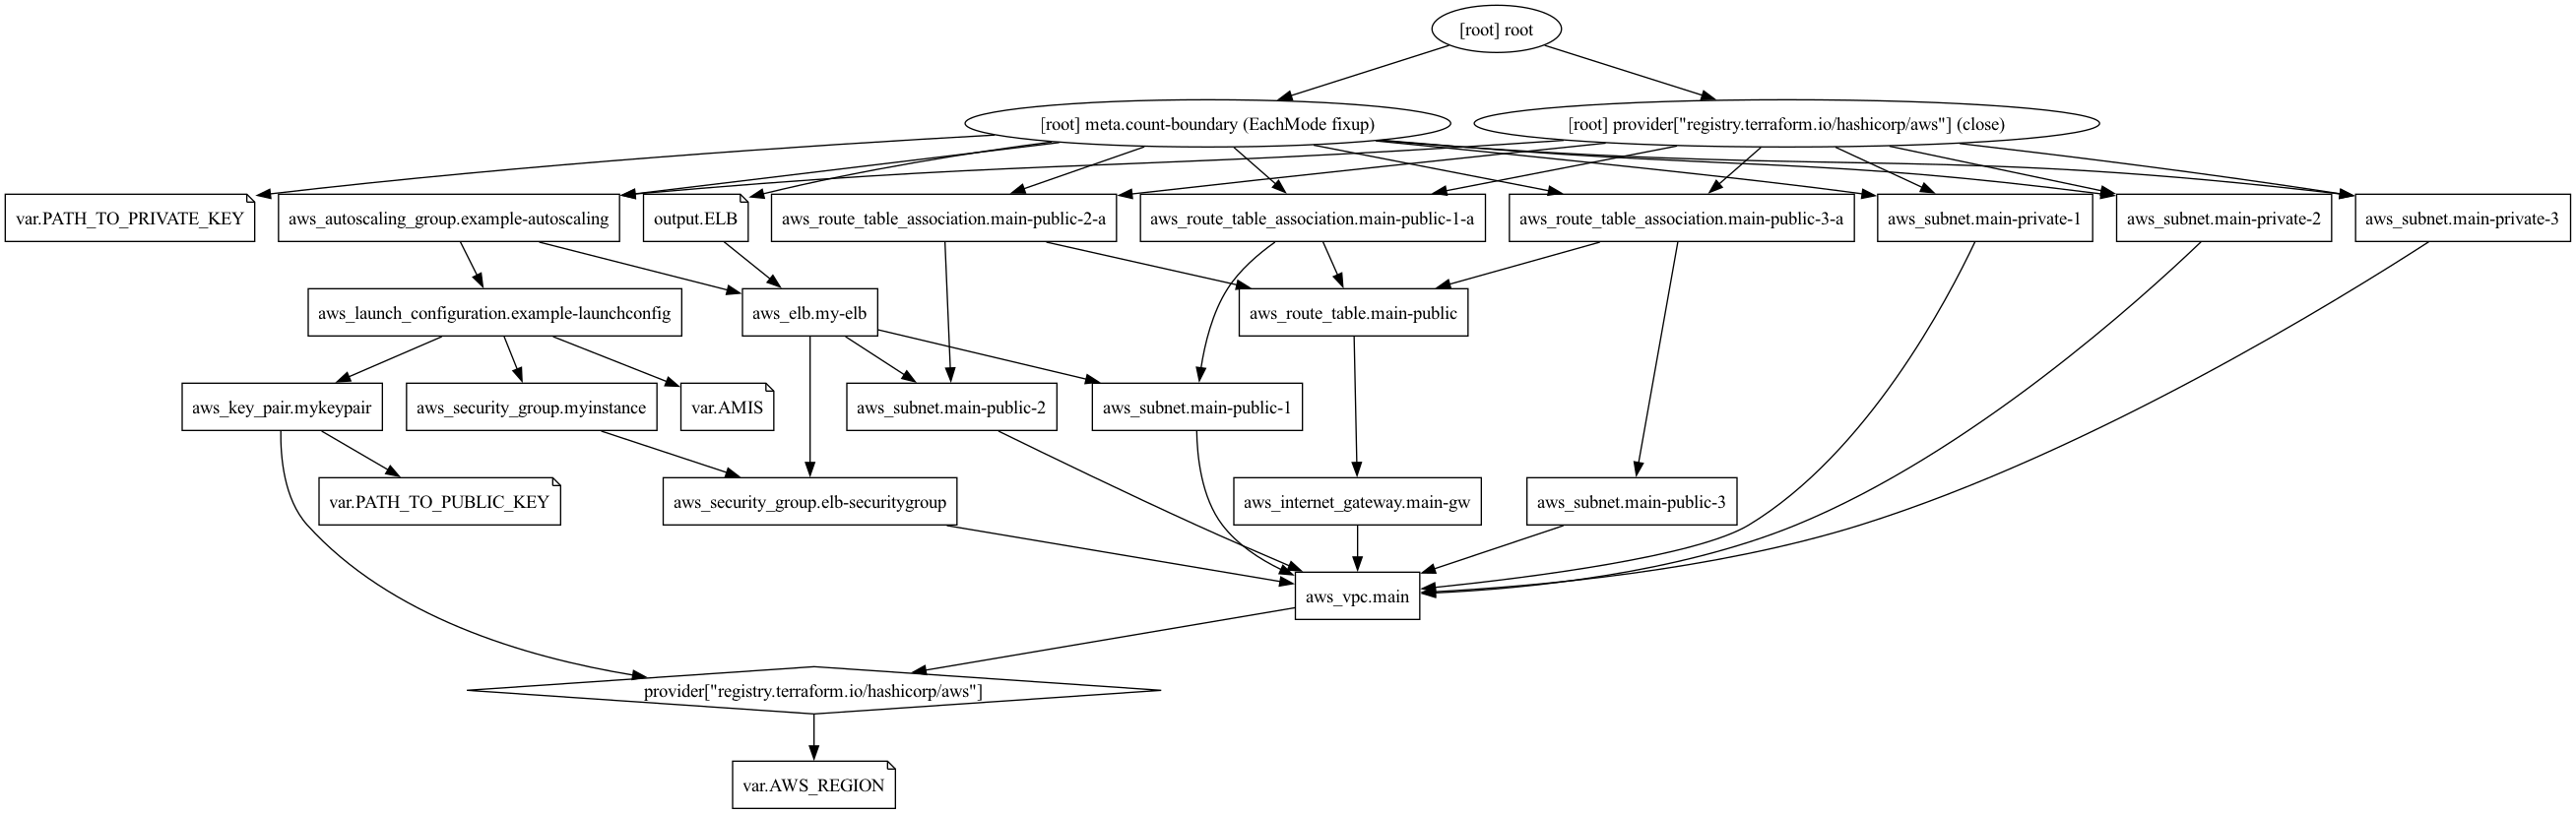 [root] root
[root] meta.count-boundary (EachMode fixup)
[root] provider["registry.terraform.io/hashicorp/aws"] (close)
var.PATH_TO_PRIVATE_KEY
aws_autoscaling_group.example-autoscaling
output.ELB
aws_route_table_association.main-public-2-a
aws_route_table_association.main-public-1-a
aws_route_table_association.main-public-3-a
aws_subnet.main-private-1
aws_subnet.main-private-2
aws_subnet.main-private-3
aws_launch_configuration.example-launchconfig
aws_elb.my-elb
aws_route_table.main-public
aws_key_pair.mykeypair
aws_security_group.myinstance
var.AMIS
aws_subnet.main-public-2
aws_subnet.main-public-1
var.PATH_TO_PUBLIC_KEY
aws_security_group.elb-securitygroup
aws_internet_gateway.main-gw
aws_subnet.main-public-3
aws_vpc.main
provider["registry.terraform.io/hashicorp/aws"]
var.AWS_REGION